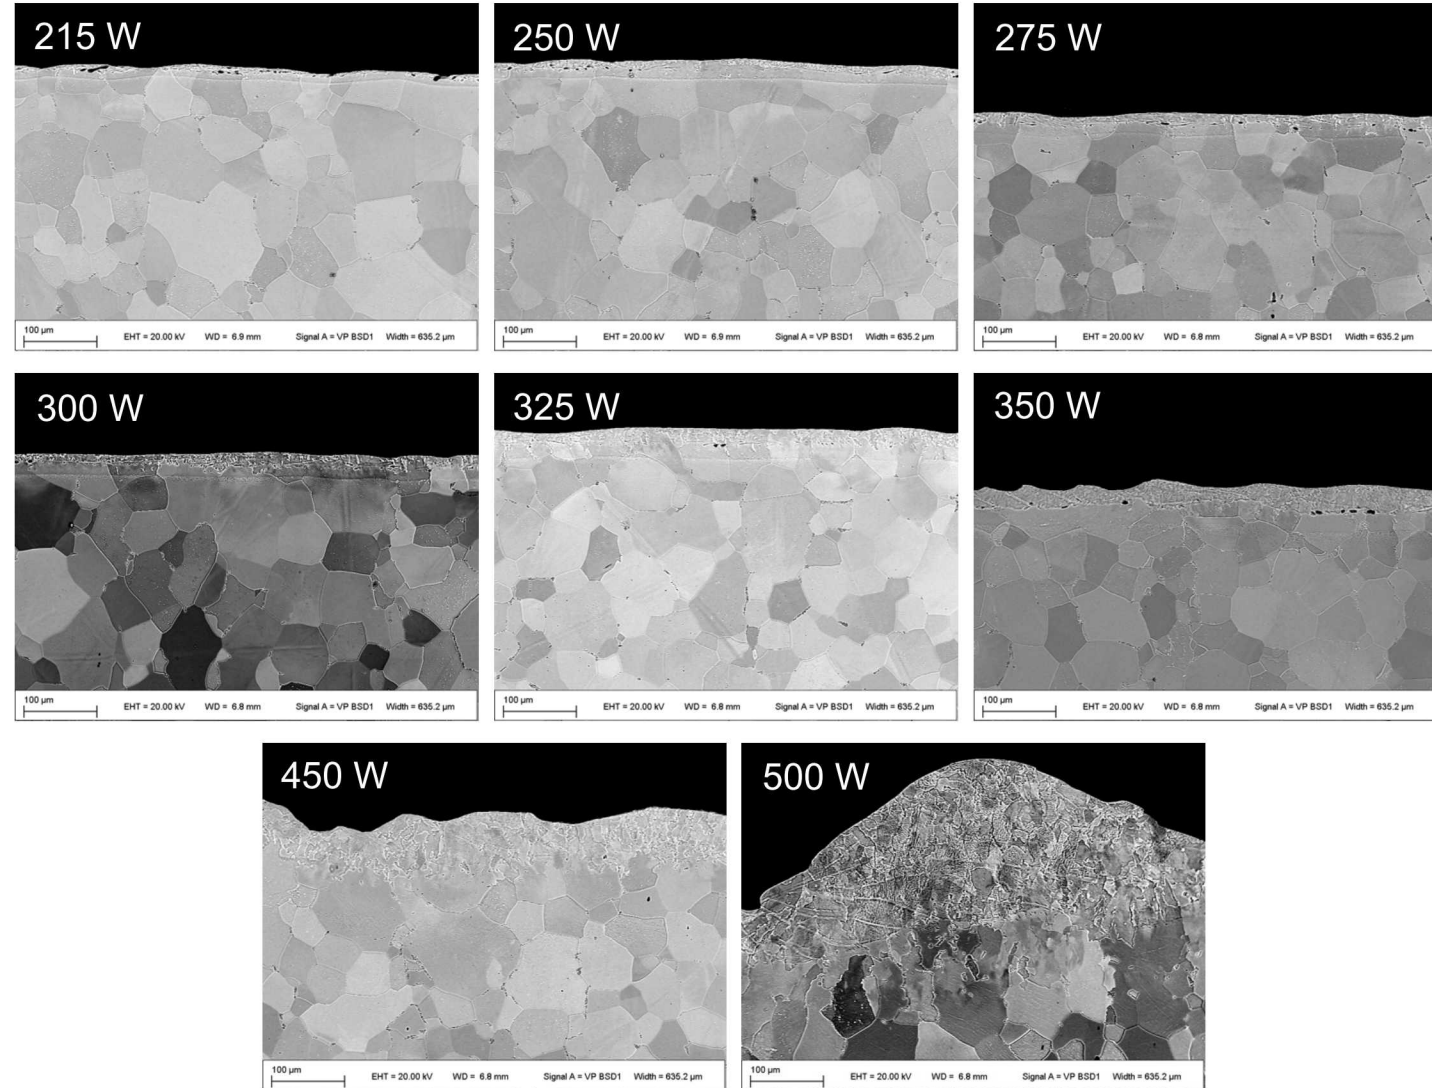 215 W
250 W
275 W
100 µm EHT = 20.00 kV WD = 6.9 mm Signal A = VP BSD1 Width = 635.2 µm
100 µm EHT = 20.00 kV WD = 6.9 mm Signal A = VP BSD1 Width = 635.2 µm
100 µm EHT = 20.00 kV WD = 6.8 mm Signal A = VP BSD1 Width = 635.2 µm
300 W
325 W
350 W
100 µm EHT = 20.00 kV WD = 6.8 mm Signal A = VP BSD1 Width = 635.2 µm
100 µm EHT = 20.00 kV WD = 6.8 mm Signal A = VP BSD1 Width = 635.2 µm
100 µm EHT = 20.00 kV WD = 6.8 mm Signal A = VP BSD1 Width = 635.2 µm
450 W
500 W
100 µm EHT = 20.00 kV WD = 6.8 mm Signal A = VP BSD1 Width = 635.2 µm
100 µm EHT = 20.00 kV WD = 6.8 mm Signal A = VP BSD1 Width = 635.2 µm